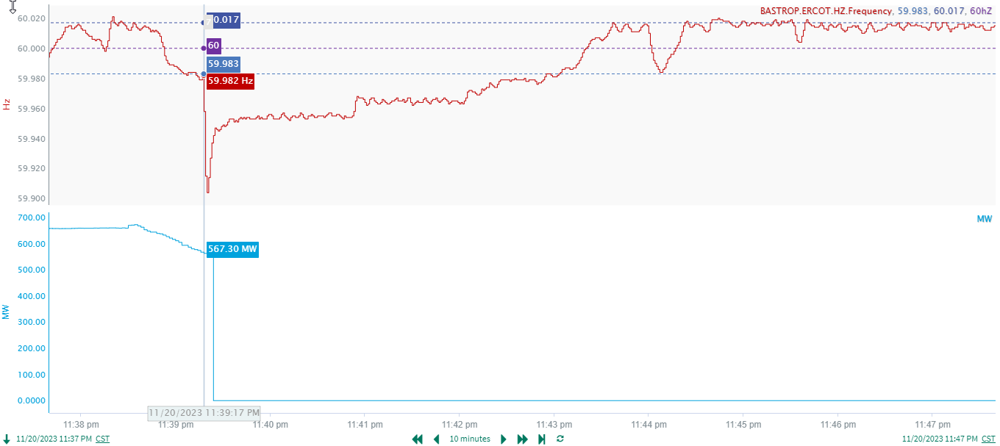 60.020
60.000
59.980
59.960
59.940
59.920
59.900
Hz
BASTROP.ERCOT.HZ.Frequency, 59.983, 60.017, 60hZ
0.017
60
59.983
59.982 Hz
700.00
600.00
500.00
400.00
300.00
200.00
100.00
0.0000
MW
MW
567.30 MW
11/20/2023 11:39:17 PM
11:38 pm 11:39 pm 11:40 pm 11:41 pm 11:42 pm 11:43 pm 11:44 pm 11:45 pm 11:46 pm 11:47 pm
11/20/2023 11:37 PM CST 10 minutes 11/20/2023 11:47 PM CST